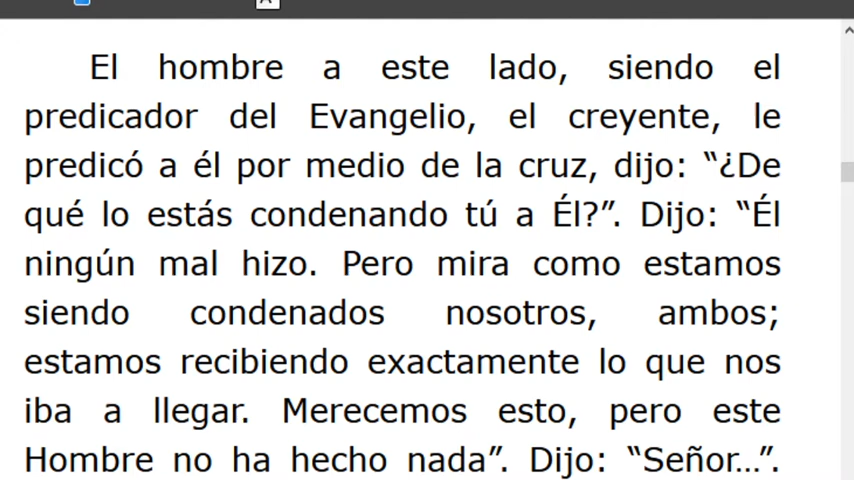 El hombre a este lado, siendo el
predicador del Evangelio, el creyente, le
predicó a él por medio de la cruz, dijo: “¿De
qué lo estás condenando tú a Él?”. Dijo: “Él
ningún mal hizo. Pero mira como estamos
siendo condenados nosotros, ambos;
estamos recibiendo exactamente lo que nos
iba a llegar. Merecemos esto, pero este
Hombre no ha hecho nada”. Dijo: “Señor…”.